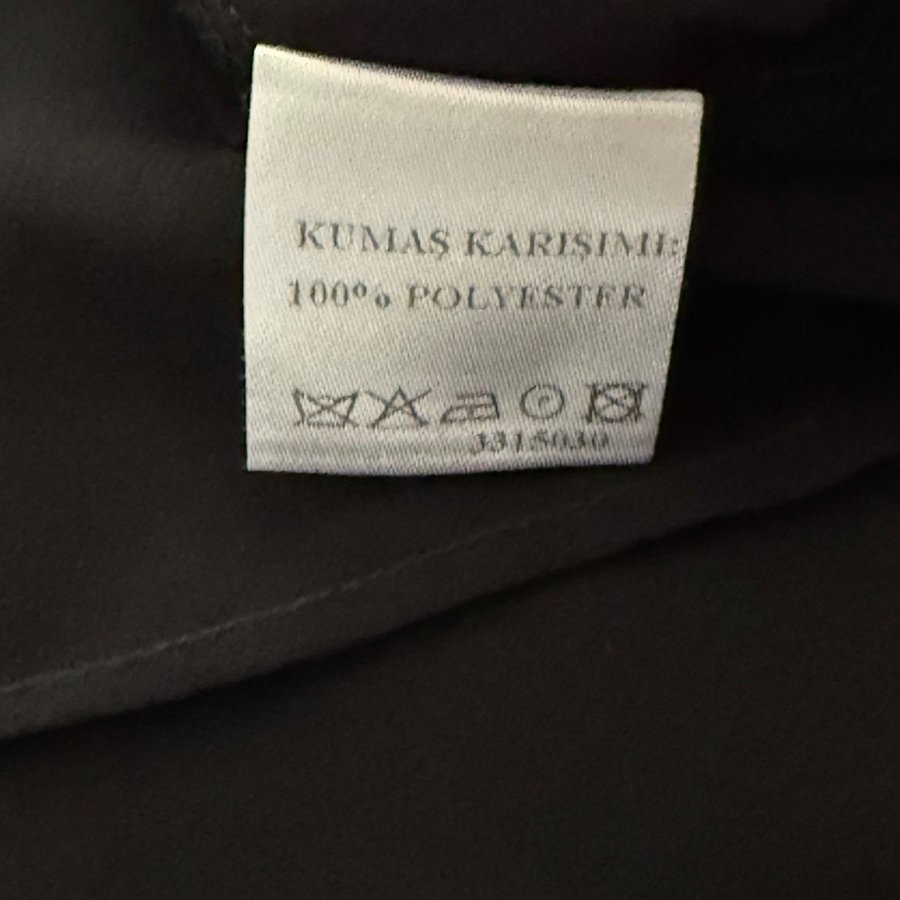 KUMAŞ KARIŞIMI:
100% POLYESTER
3315030